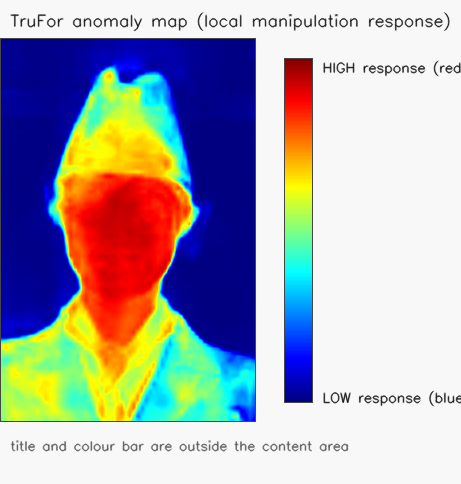 TruFor anomaly map (local manipulation response)
HIGH response (red
LOW response (blue
title and colour bar are outside the content area